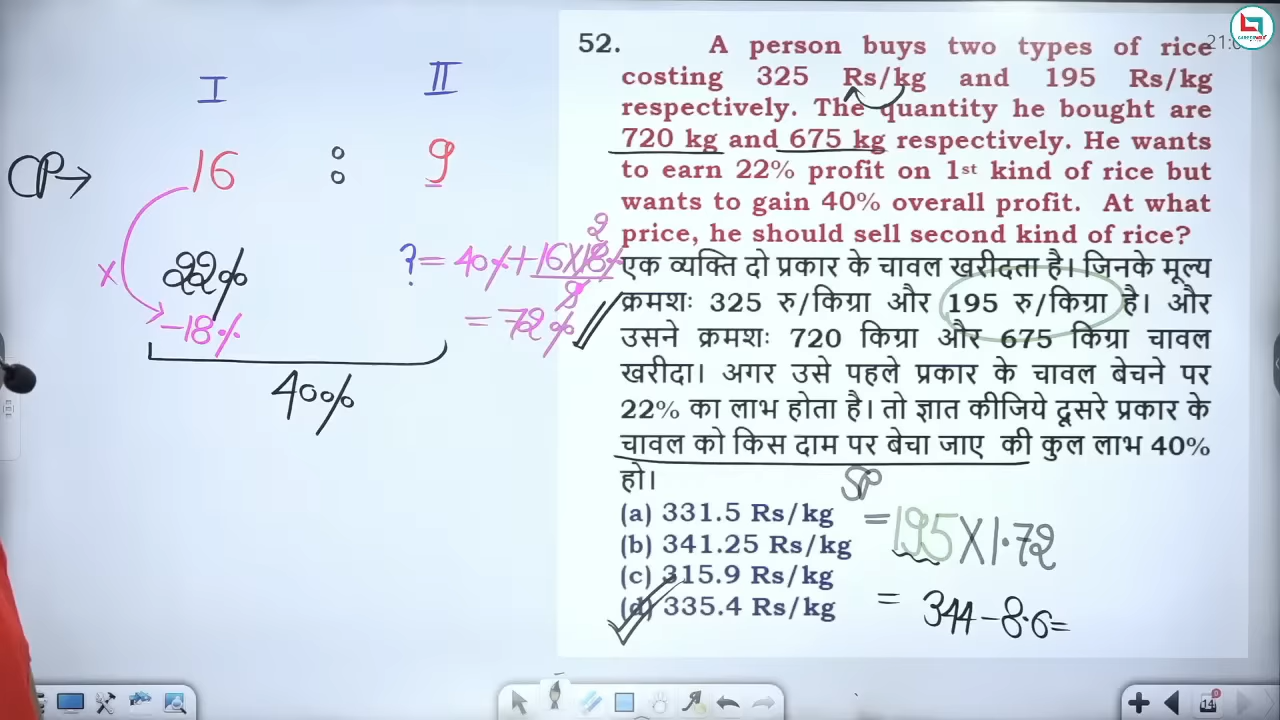 I
II
CP→ 16 : 9
22%
-18%
×
? = 40% + 16×18%
2
9
= 72%
40%
52. A person buys two types of rice
costing 325 Rs/kg and 195 Rs/kg
respectively. The quantity he bought are
720 kg and 675 kg respectively. He wants
to earn 22% profit on 1st kind of rice but
wants to gain 40% overall profit. At what
price, he should sell second kind of rice?
एक व्यक्ति दो प्रकार के चावल खरीदता है। जिनके मूल्य
क्रमशः 325 रु/किग्रा और 195 रु/किग्रा है। और
उसने क्रमशः 720 किग्रा और 675 किग्रा चावल
खरीदा। अगर उसे पहले प्रकार के चावल बेचने पर
22% का लाभ होता है। तो ज्ञात कीजिये दूसरे प्रकार के
चावल को किस दाम पर बेचा जाए की कुल लाभ 40%
हो।
(a) 331.5 Rs/kg
(b) 341.25 Rs/kg
(c) 315.9 Rs/kg
(d) 335.4 Rs/kg
SP
= 195×1.72
= 344-8.6=
14